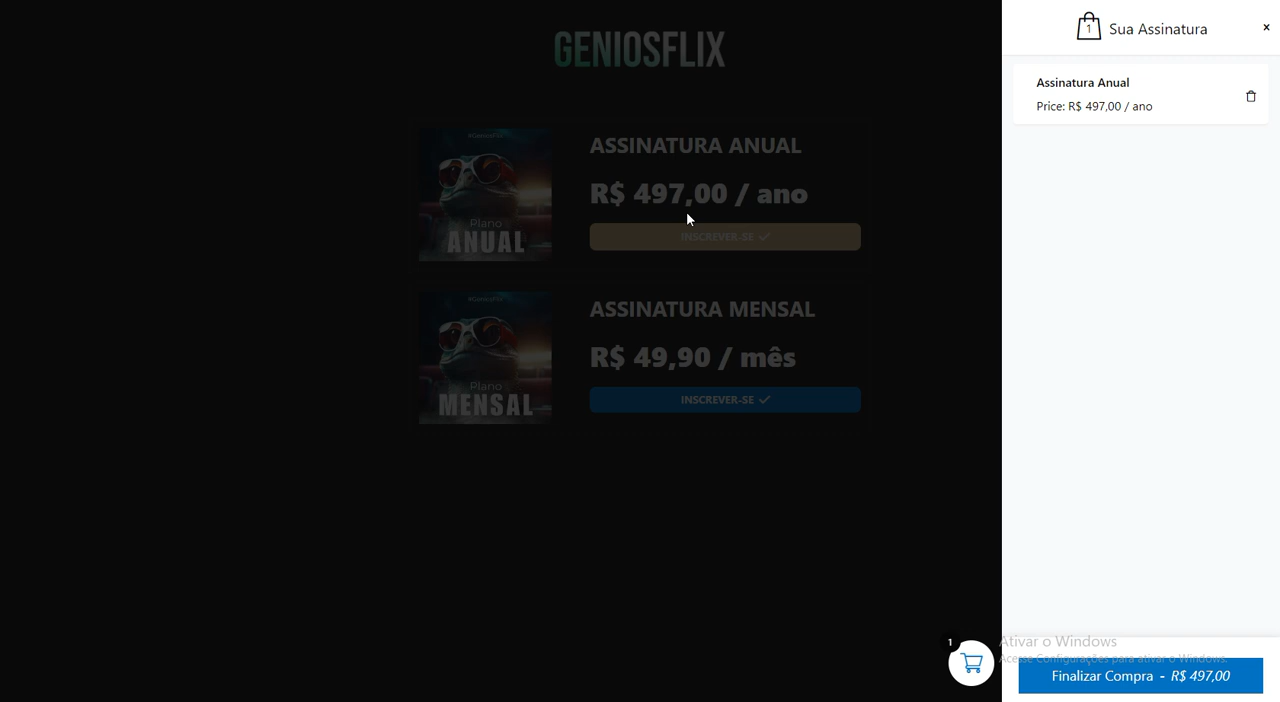 GENIOSFLIX
#GeniosFlix
Plano
ANUAL
ASSINATURA ANUAL
R$ 497,00 / ano
INSCREVER-SE
#GeniosFlix
Plano
MENSAL
ASSINATURA MENSAL
R$ 49,90 / mês
INSCREVER-SE
1
Sua Assinatura
×
Assinatura Anual
Price: R$ 497,00 / ano
1
Ativar o Windows
Acesse Configurações para ativar o Windows.
Finalizar Compra - R$ 497,00